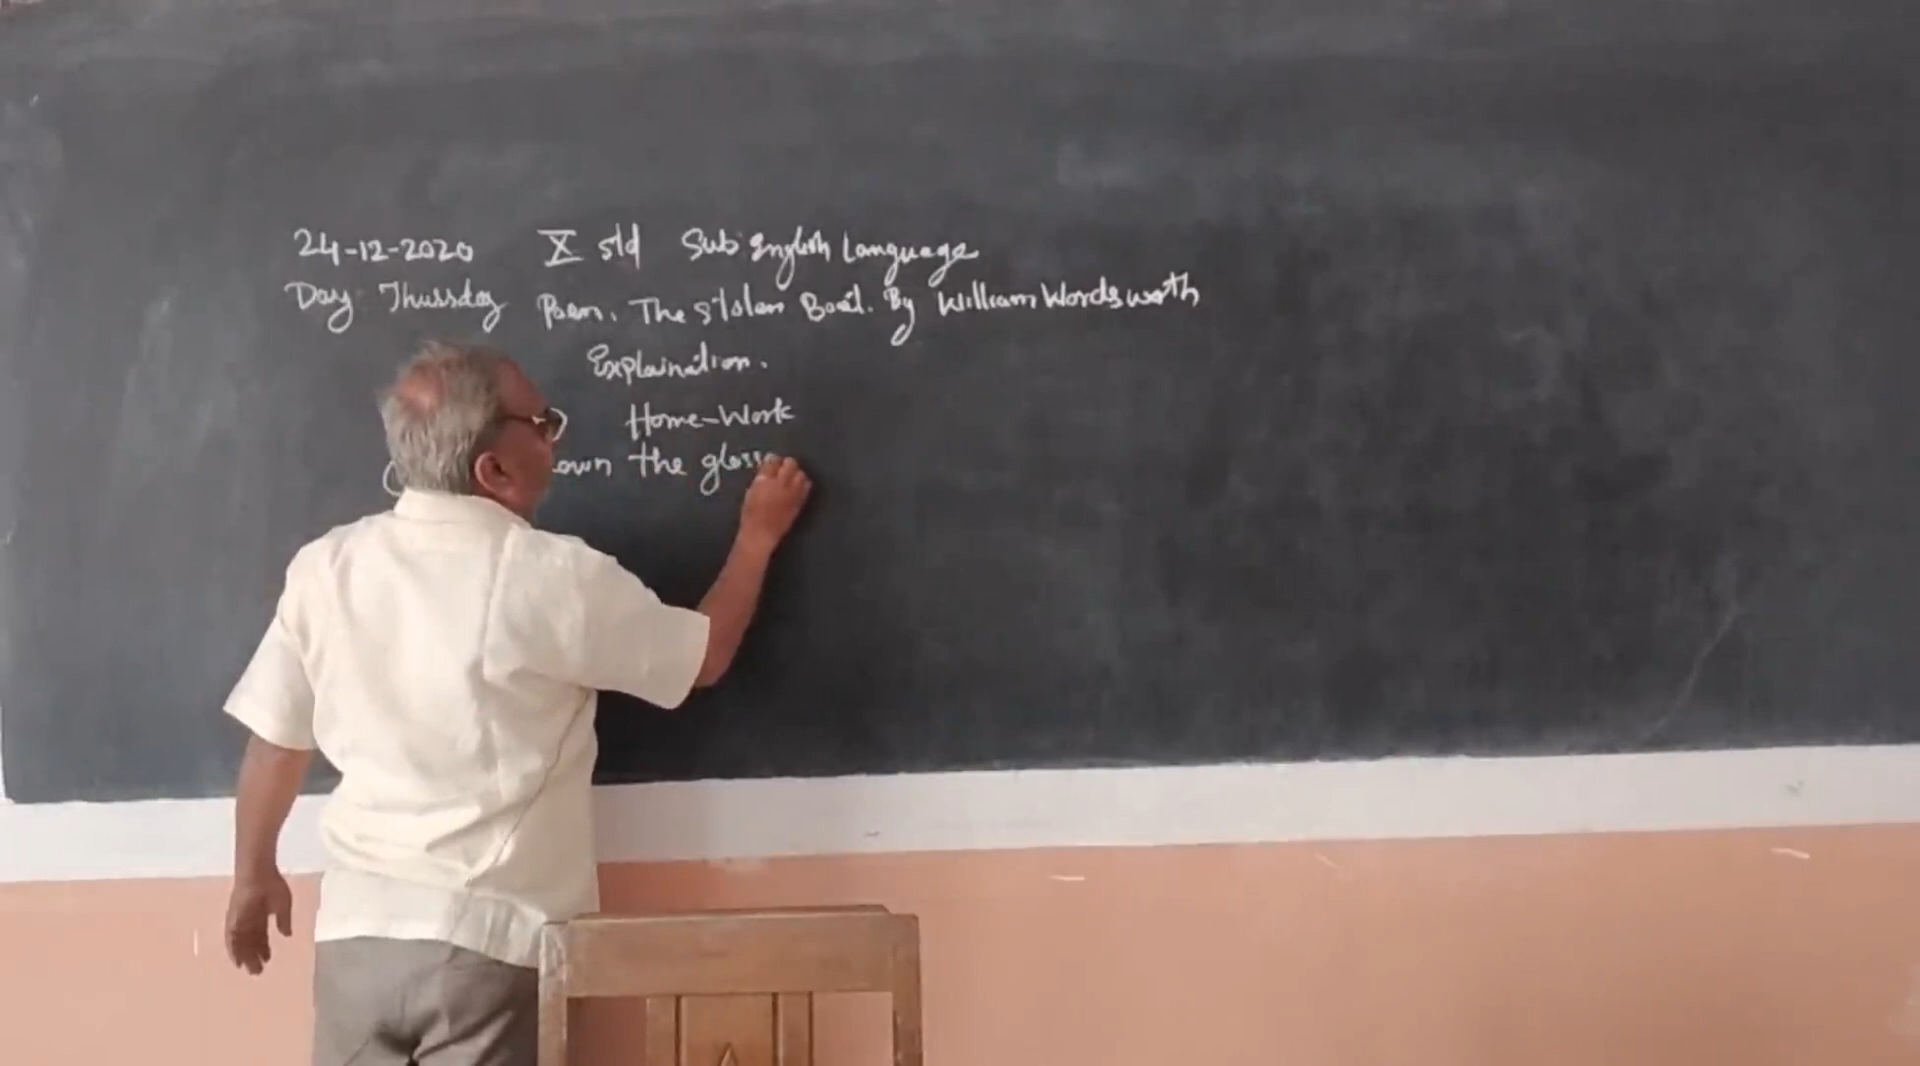 24-12-2020 X std Sub English Language
Day Thursday Poem. The Stolen Boat. By William Wordsworth
Explaination.
Home-Work
the